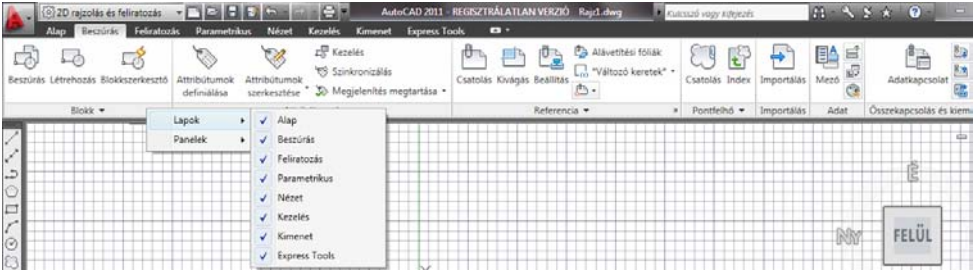 2D rajzolás és feliratozás
AutoCAD 2011 - REGISZTRÁLATLAN VERZIÓ Rajz1.dwg
Kulcsszó vagy kifejezés
Alap Beszúrás Feliratozás Parametrikus Nézet Kezelés Kimenet Express Tools
Beszúrás Létrehozás Blokkszerkesztő
Attribútumok definiálása
Attribútumok szerkesztése
Kezelés
Szinkronizálás
Megjelenítés megtartása
Csatolás Kivágás Beállítás
Alávetítési fóliák
"Változó keretek"
Csatolás Index
Importálás
Mező
Adatkapcsolat
Blokk
Referencia
Pontfelhő
Importálás
Adat
Összekapcsolás és kiem
Lapok
Panelek
Alap
Beszúrás
Feliratozás
Parametrikus
Nézet
Kezelés
Kimenet
Express Tools
É
NY
FELÜL